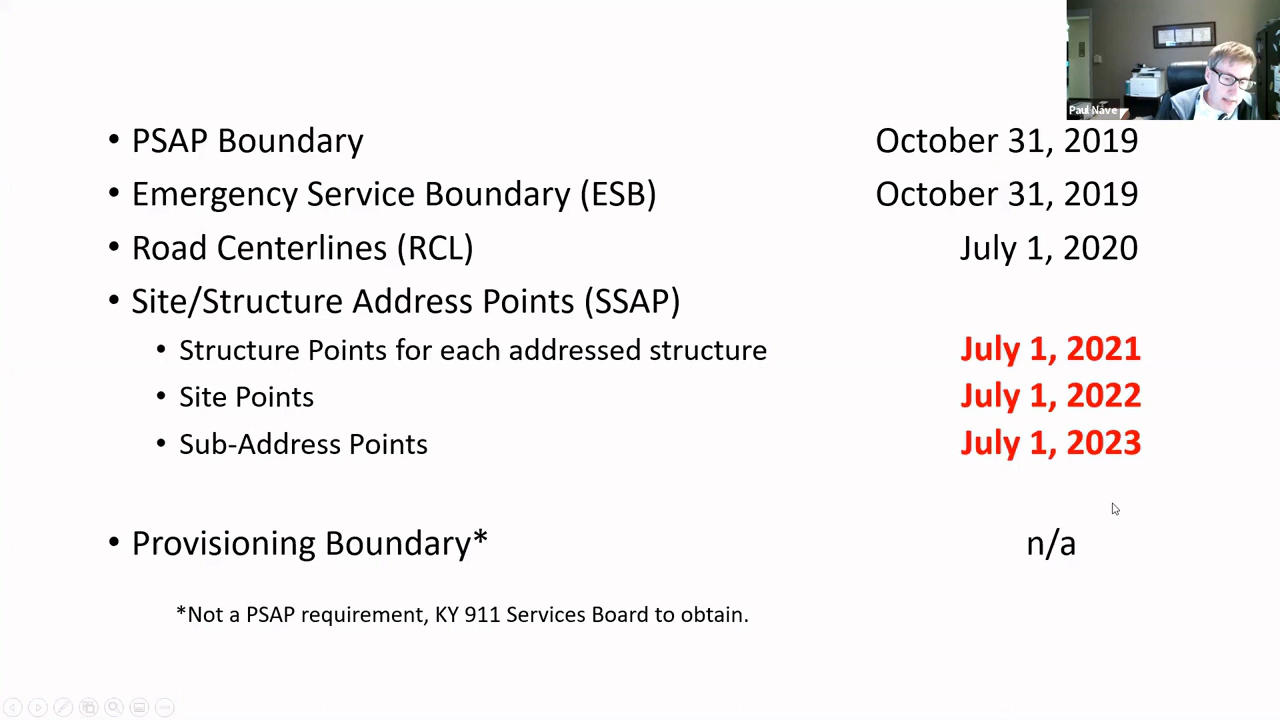 Paul Nave
• PSAP Boundary October 31, 2019
• Emergency Service Boundary (ESB) October 31, 2019
• Road Centerlines (RCL) July 1, 2020
• Site/Structure Address Points (SSAP)
• Structure Points for each addressed structure July 1, 2021
• Site Points July 1, 2022
• Sub-Address Points July 1, 2023
• Provisioning Boundary* n/a
*Not a PSAP requirement, KY 911 Services Board to obtain.